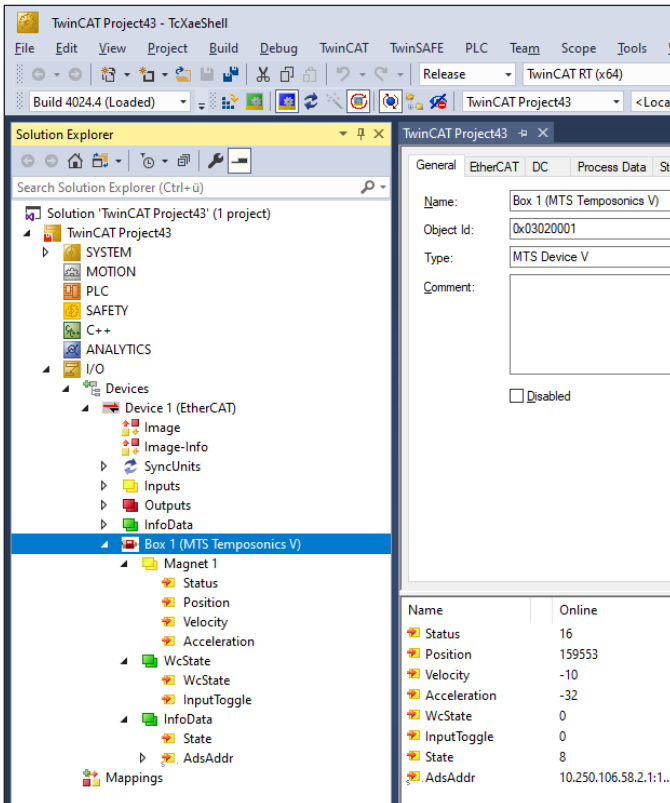 TwinCAT Project43 - TcXaeShell
File Edit View Project Build Debug TwinCAT TwinSAFE PLC Team Scope Tools
Release TwinCAT RT (x64)
Build 4024.4 (Loaded) TwinCAT Project43 <Loca
Solution Explorer
Search Solution Explorer (Ctrl+ü)
Solution 'TwinCAT Project43' (1 project)
TwinCAT Project43
SYSTEM
MOTION
PLC
SAFETY
C++
ANALYTICS
I/O
Devices
Device 1 (EtherCAT)
Image
Image-Info
SyncUnits
Inputs
Outputs
InfoData
Box 1 (MTS Temposonics V)
Magnet 1
Status
Position
Velocity
Acceleration
WcState
WcState
InputToggle
InfoData
State
AdsAddr
Mappings
TwinCAT Project43
General EtherCAT DC Process Data St
Name: Box 1 (MTS Temposonics V)
Object Id: 0x03020001
Type: MTS Device V
Comment:
Disabled
Name Online
Status 16
Position 159553
Velocity -10
Acceleration -32
WcState 0
InputToggle 0
State 8
AdsAddr 10.250.106.58.2.1:1...